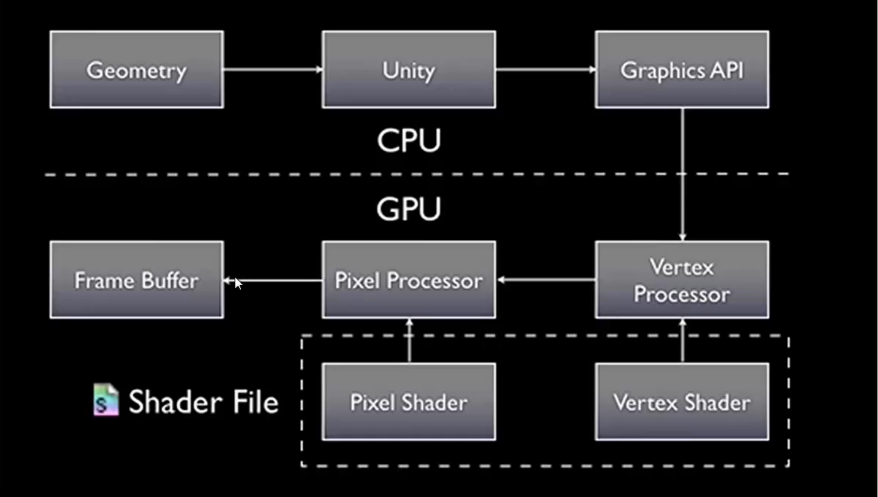 Geometry
Unity
Graphics API
CPU
GPU
Frame Buffer
Pixel Processor
Vertex
Processor
S
Shader File
Pixel Shader
Vertex Shader